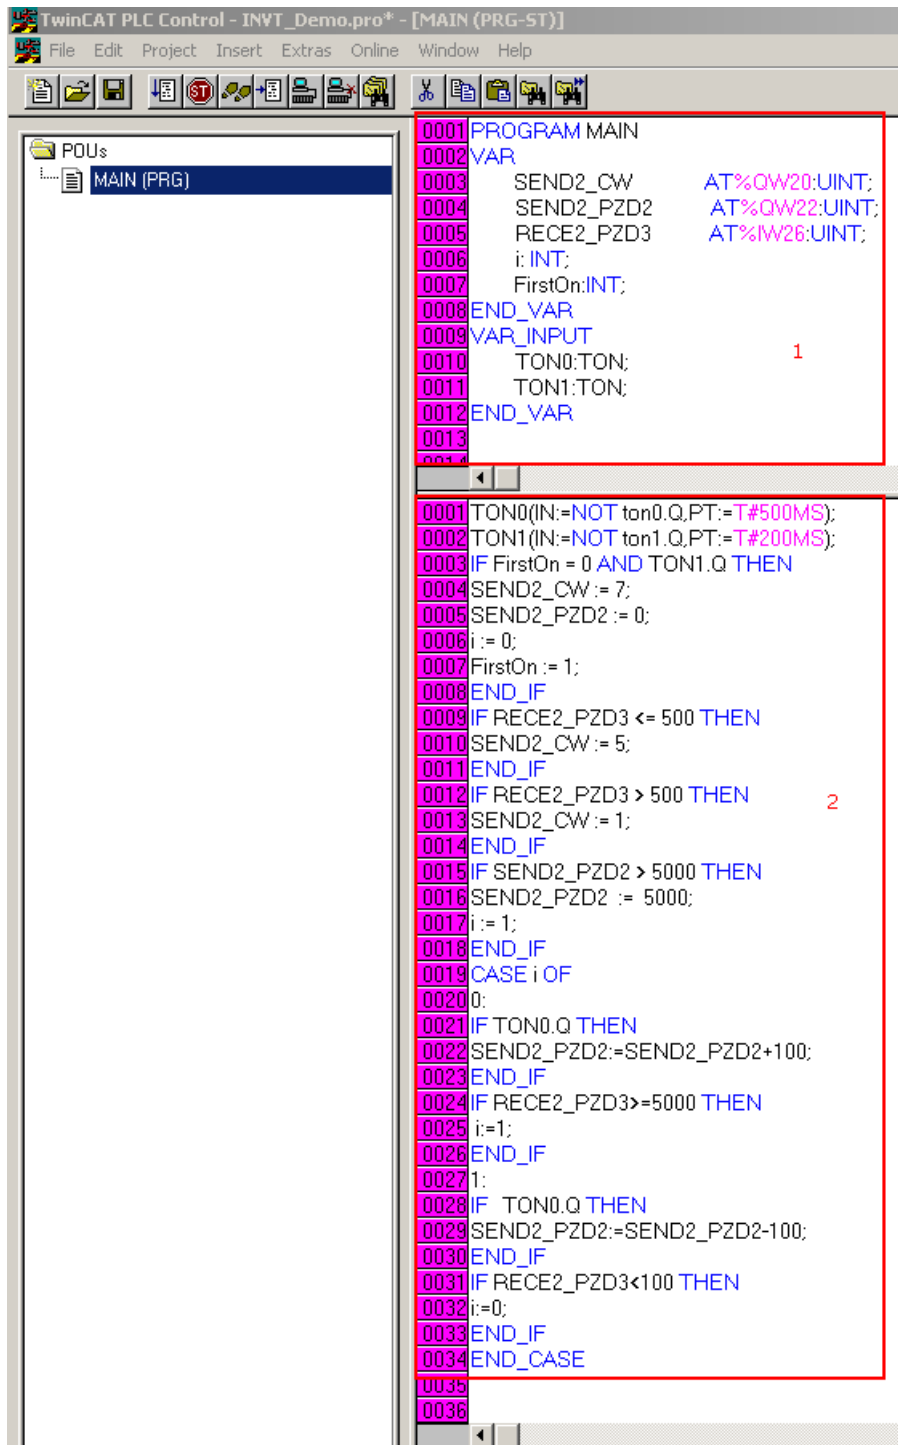 TwinCAT PLC Control - INVT_Demo.pro* - [MAIN (PRG-ST)]
File Edit Project Insert Extras Online Window Help
POUs
MAIN (PRG)
0001 PROGRAM MAIN
0002 VAR
0003 SEND2_CW AT%QW20:UINT;
0004 SEND2_PZD2 AT%QW22:UINT;
0005 RECE2_PZD3 AT%IW26:UINT;
0006 i: INT;
0007 FirstOn:INT;
0008 END_VAR
0009 VAR_INPUT
0010 TON0:TON;
1
0011 TON1:TON;
0012 END_VAR
0013
0001 TON0(IN:=NOT ton0.Q,PT:=T#500MS);
0002 TON1(IN:=NOT ton1.Q,PT:=T#200MS);
0003 IF FirstOn = 0 AND TON1.Q THEN
0004 SEND2_CW := 7;
0005 SEND2_PZD2 := 0;
0006 i := 0;
0007 FirstOn := 1;
0008 END_IF
0009 IF RECE2_PZD3 <= 500 THEN
0010 SEND2_CW := 5;
0011 END_IF
0012 IF RECE2_PZD3 > 500 THEN
2
0013 SEND2_CW := 1;
0014 END_IF
0015 IF SEND2_PZD2 > 5000 THEN
0016 SEND2_PZD2 := 5000;
0017 i := 1;
0018 END_IF
0019 CASE i OF
0020 0:
0021 IF TON0.Q THEN
0022 SEND2_PZD2:=SEND2_PZD2+100;
0023 END_IF
0024 IF RECE2_PZD3>=5000 THEN
0025 i:=1;
0026 END_IF
0027 1:
0028 IF TON0.Q THEN
0029 SEND2_PZD2:=SEND2_PZD2-100;
0030 END_IF
0031 IF RECE2_PZD3<100 THEN
0032 i:=0;
0033 END_IF
0034 END_CASE
0035
0036